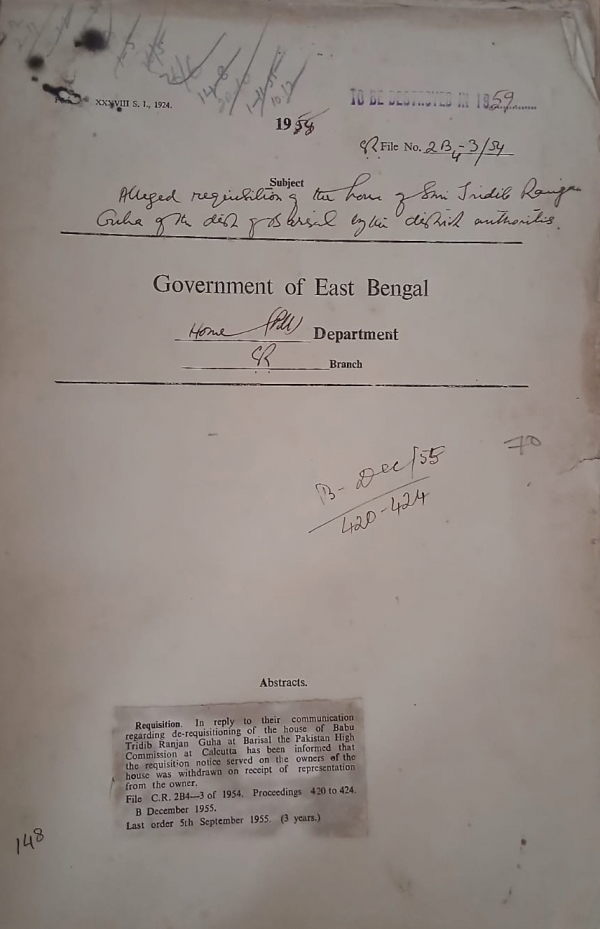 XXXVIII S. I., 1924.
TO BE DESTROYED IN 1959
1954
CR File No. 2B4-3/54
Subject
Alleged requisition of the house of Smi Tridib Ranjan
Guha of the dist of Barisal by the district authorities.
Government of East Bengal
Home Department
CR Branch
B- Dec/55
420-424
70
Abstracts.
Requisition. In reply to their communication
regarding de-requisitioning of the house of Babu
Tridib Ranjan Guha at Barisal the Pakistan High
Commission at Calcutta has been informed that
the requisition notice served on the owners of the
house was withdrawn on receipt of representation
from the owner.
File C.R. 2B4—3 of 1954. Proceedings 420 to 424.
B December 1955.
Last order 5th September 1955. (3 years.)
148